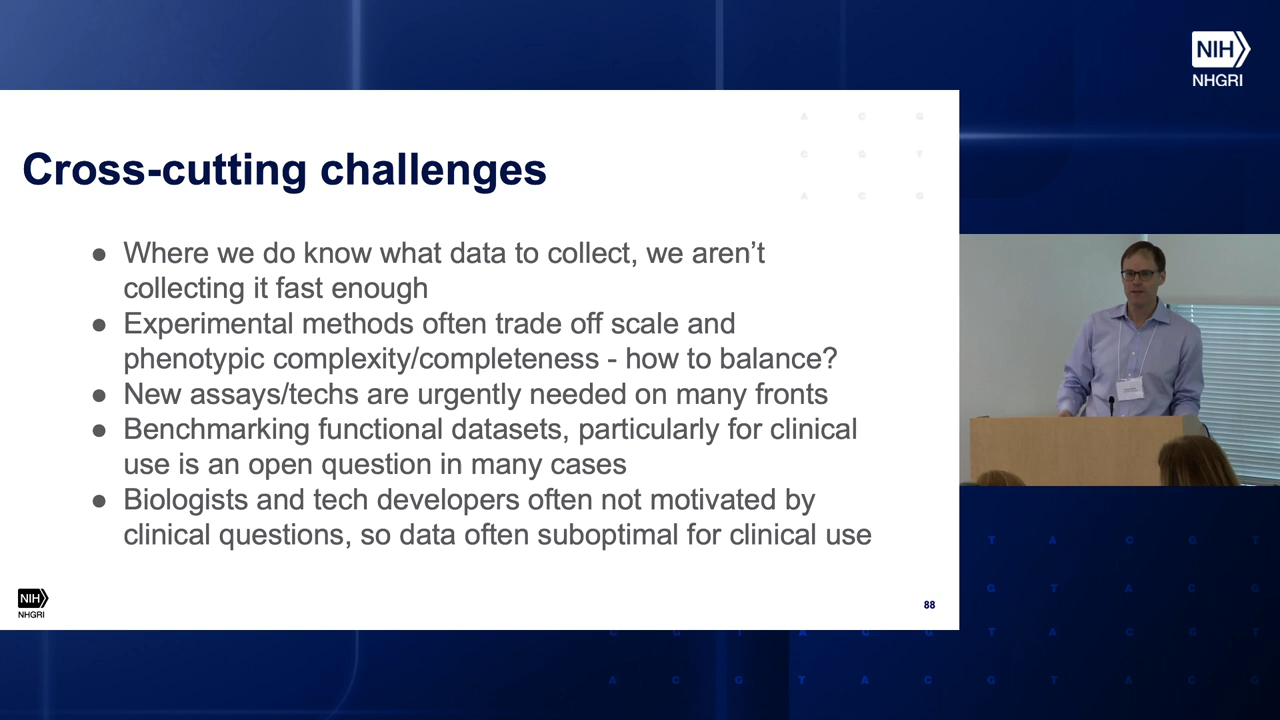 NIH
NHGRI
A C G
C G T
A C G
Cross-cutting challenges
● Where we do know what data to collect, we aren’t
collecting it fast enough
● Experimental methods often trade off scale and
phenotypic complexity/completeness - how to balance?
● New assays/techs are urgently needed on many fronts
● Benchmarking functional datasets, particularly for clinical
use is an open question in many cases
● Biologists and tech developers often not motivated by
clinical questions, so data often suboptimal for clinical use
NIH
NHGRI
88
T A C G T
G T A C G
C G T A C G T A C G T
A C G T A C G T A C G